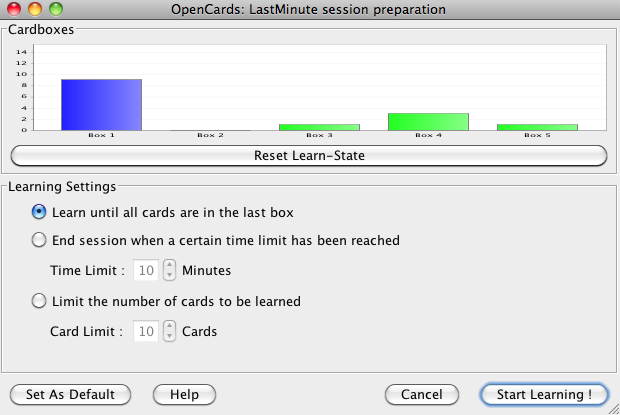 OpenCards: LastMinute session preparation
Cardboxes
14
12
10
8
6
4
2
0
Box 1 Box 2 Box 3 Box 4 Box 5
Reset Learn-State
Learning Settings
Learn until all cards are in the last box
End session when a certain time limit has been reached
Time Limit : 10 Minutes
Limit the number of cards to be learned
Card Limit : 10 Cards
Set As Default Help Cancel Start Learning !